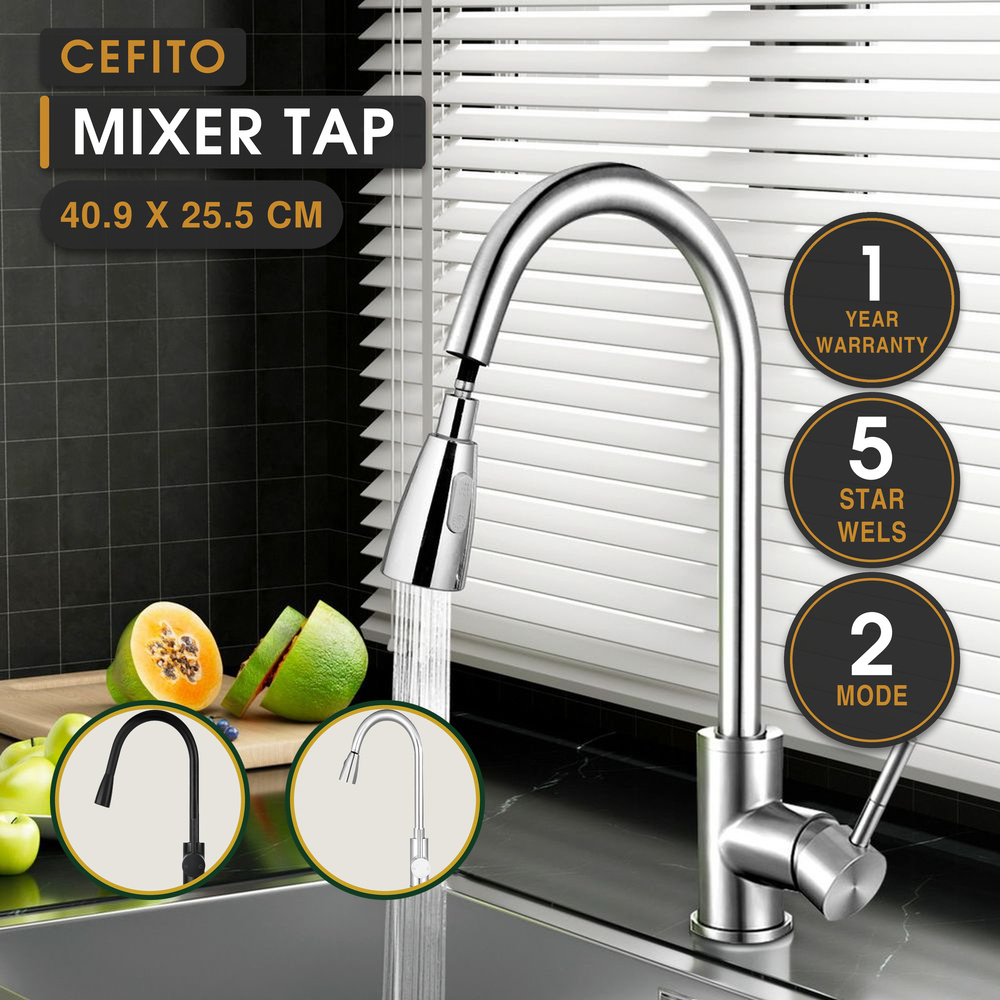 CEFITO
MIXER TAP
40.9 X 25.5 CM
1
YEAR
WARRANTY
5
STAR
WELS
2
MODE